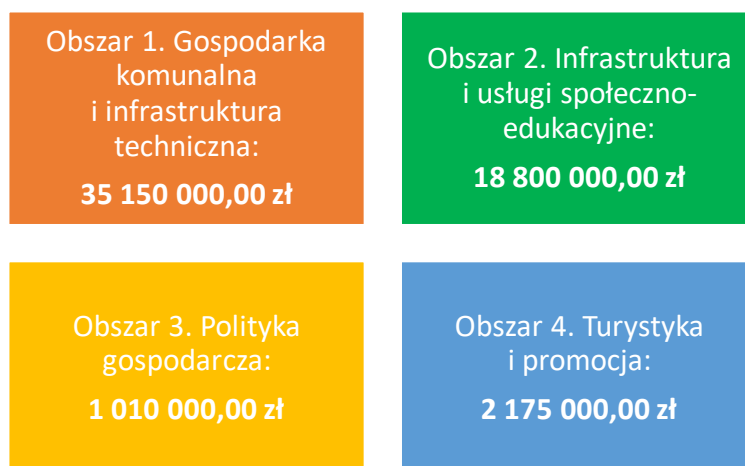 Obszar 1. Gospodarka
komunalna
i infrastruktura
techniczna:
35 150 000,00 zł
Obszar 2. Infrastruktura
i usługi społeczno-
edukacyjne:
18 800 000,00 zł
Obszar 3. Polityka
gospodarcza:
1 010 000,00 zł
Obszar 4. Turystyka
i promocja:
2 175 000,00 zł